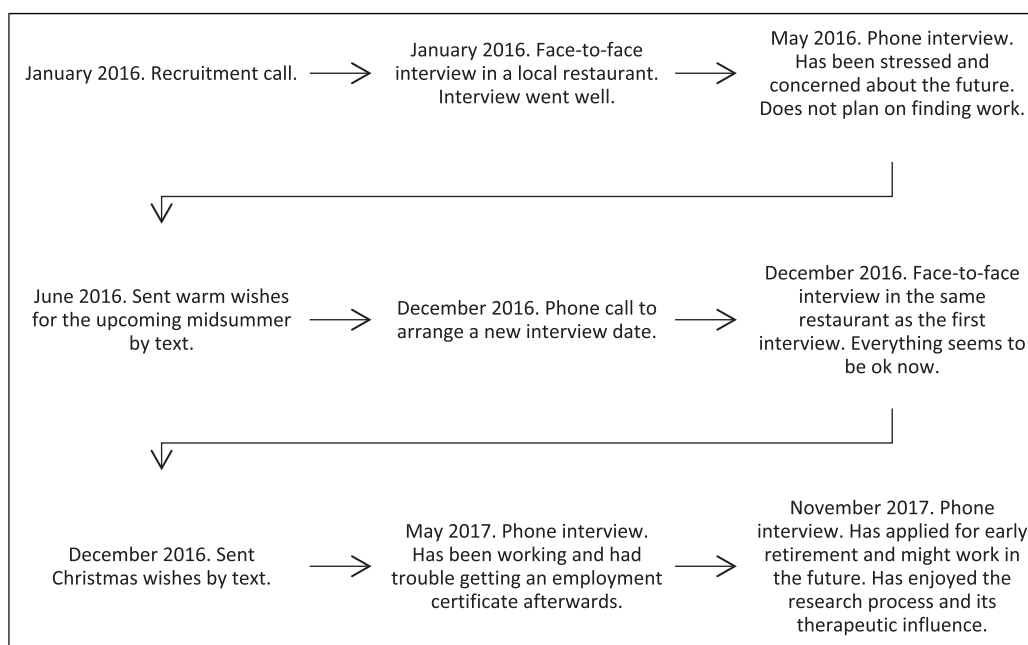 January 2016. Recruitment call.
January 2016. Face-to-face
interview in a local restaurant.
Interview went well.
May 2016. Phone interview.
Has been stressed and
concerned about the future.
Does not plan on finding work.
June 2016. Sent warm wishes
for the upcoming midsummer
by text.
December 2016. Phone call to
arrange a new interview date.
December 2016. Face-to-face
interview in the same
restaurant as the first
interview. Everything seems to
be ok now.
December 2016. Sent
Christmas wishes by text.
May 2017. Phone interview.
Has been working and had
trouble getting an employment
certificate afterwards.
November 2017. Phone
interview. Has applied for early
retirement and might work in
the future. Has enjoyed the
research process and its
therapeutic influence.